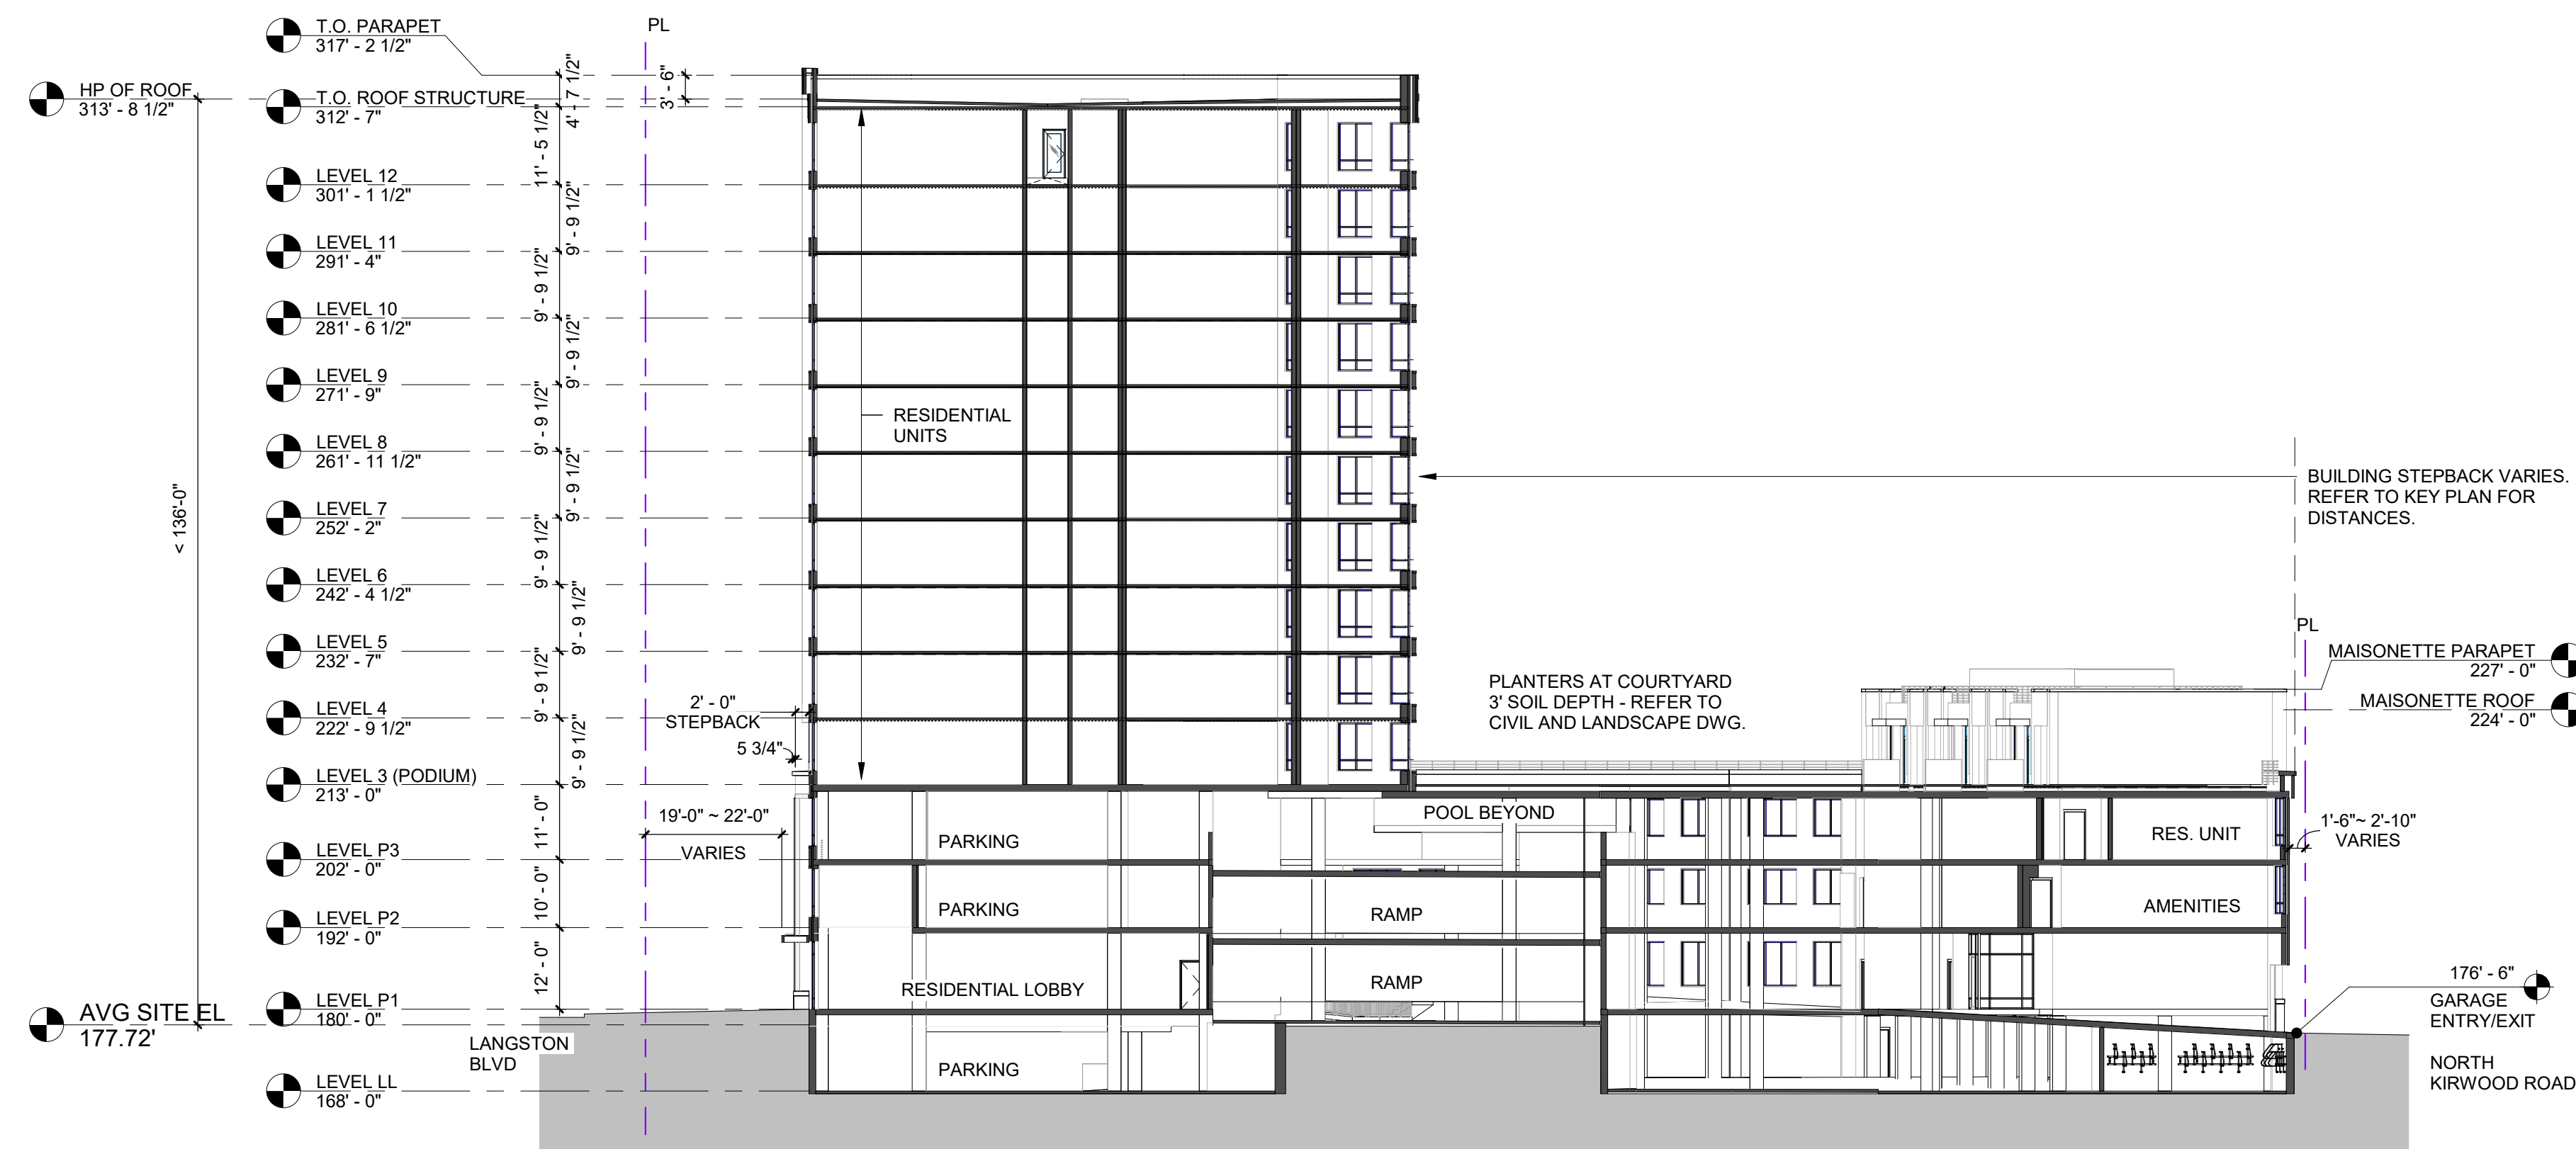 T.O. PARAPET
317' - 2 1/2"
PL
HP OF ROOF
313' - 8 1/2"
T.O. ROOF STRUCTURE
312' - 7"
4' - 7 1/2"
3' - 6"
11' - 5 1/2"
LEVEL 12
301' - 1 1/2"
9' - 9 1/2"
LEVEL 11
291' - 4"
9' - 9 1/2"
LEVEL 10
281' - 6 1/2"
9' - 9 1/2"
LEVEL 9
271' - 9"
9' - 9 1/2"
RESIDENTIAL
UNITS
LEVEL 8
261' - 11 1/2"
9' - 9 1/2"
BUILDING STEPBACK VARIES.
REFER TO KEY PLAN FOR
DISTANCES.
< 136'-0"
LEVEL 7
252' - 2"
9' - 9 1/2"
LEVEL 6
242' - 4 1/2"
9' - 9 1/2"
LEVEL 5
232' - 7"
9' - 9 1/2"
PL
MAISONETTE PARAPET
227' - 0"
MAISONETTE ROOF
224' - 0"
PLANTERS AT COURTYARD
3' SOIL DEPTH - REFER TO
CIVIL AND LANDSCAPE DWG.
2' - 0"
STEPBACK
5 3/4"
LEVEL 4
222' - 9 1/2"
9' - 9 1/2"
LEVEL 3 (PODIUM)
213' - 0"
11' - 0"
19'-0" ~ 22'-0"
VARIES
PARKING
POOL BEYOND
RES. UNIT
1'-6"~ 2'-10"
VARIES
LEVEL P3
202' - 0"
10' - 0"
PARKING
RAMP
AMENITIES
LEVEL P2
192' - 0"
12' - 0"
RESIDENTIAL LOBBY
RAMP
176' - 6"
GARAGE
ENTRY/EXIT
LEVEL P1
180' - 0"
AVG SITE EL
177.72'
LANGSTON
BLVD
PARKING
NORTH
KIRWOOD ROAD
LEVEL LL
168' - 0"